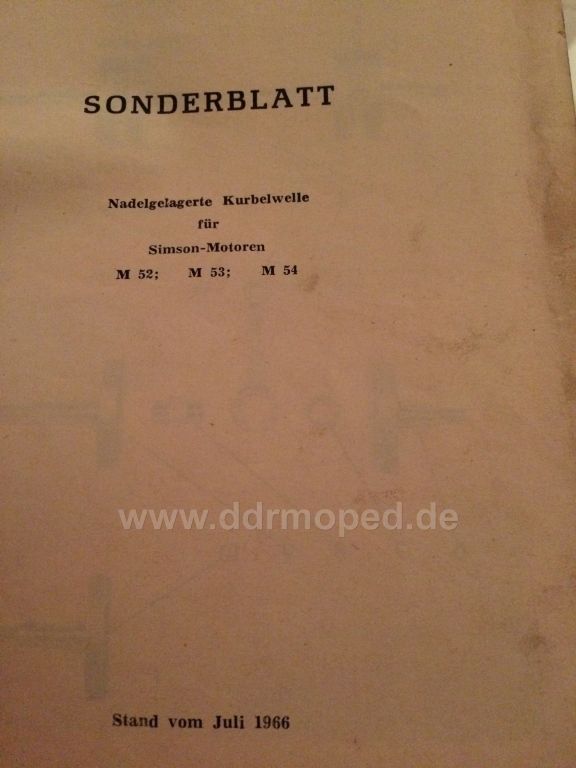 SONDERBLATT
Nadelgelagerte Kurbelwelle
für
Simson-Motoren
M 52; M 53; M 54
www.ddrmoped.de
Stand vom Juli 1966